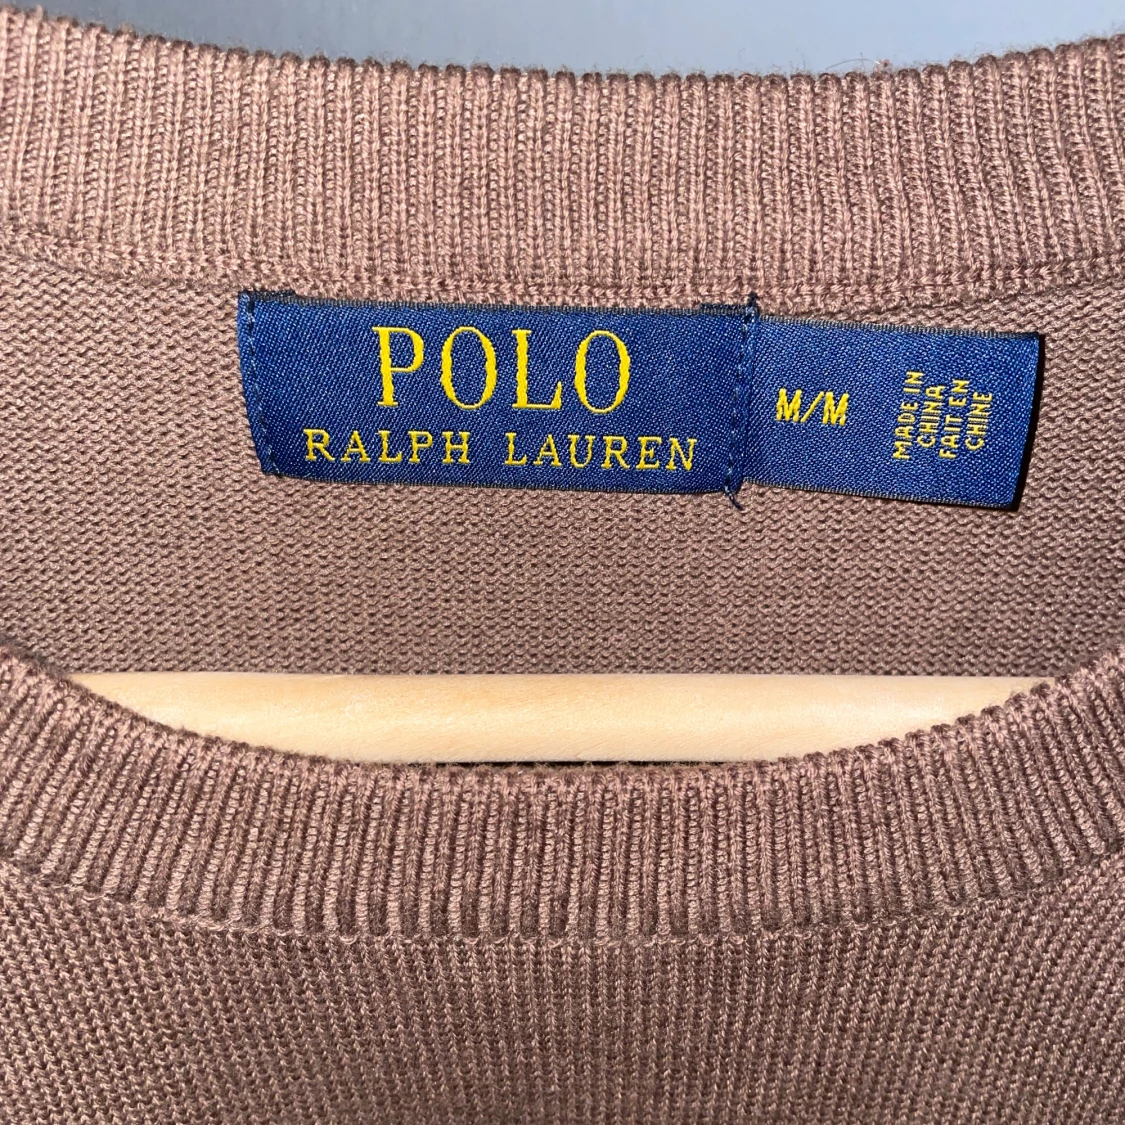 POLO
RALPH LAUREN
M/M
MADE IN
CHINA
FAIT EN
CHINE